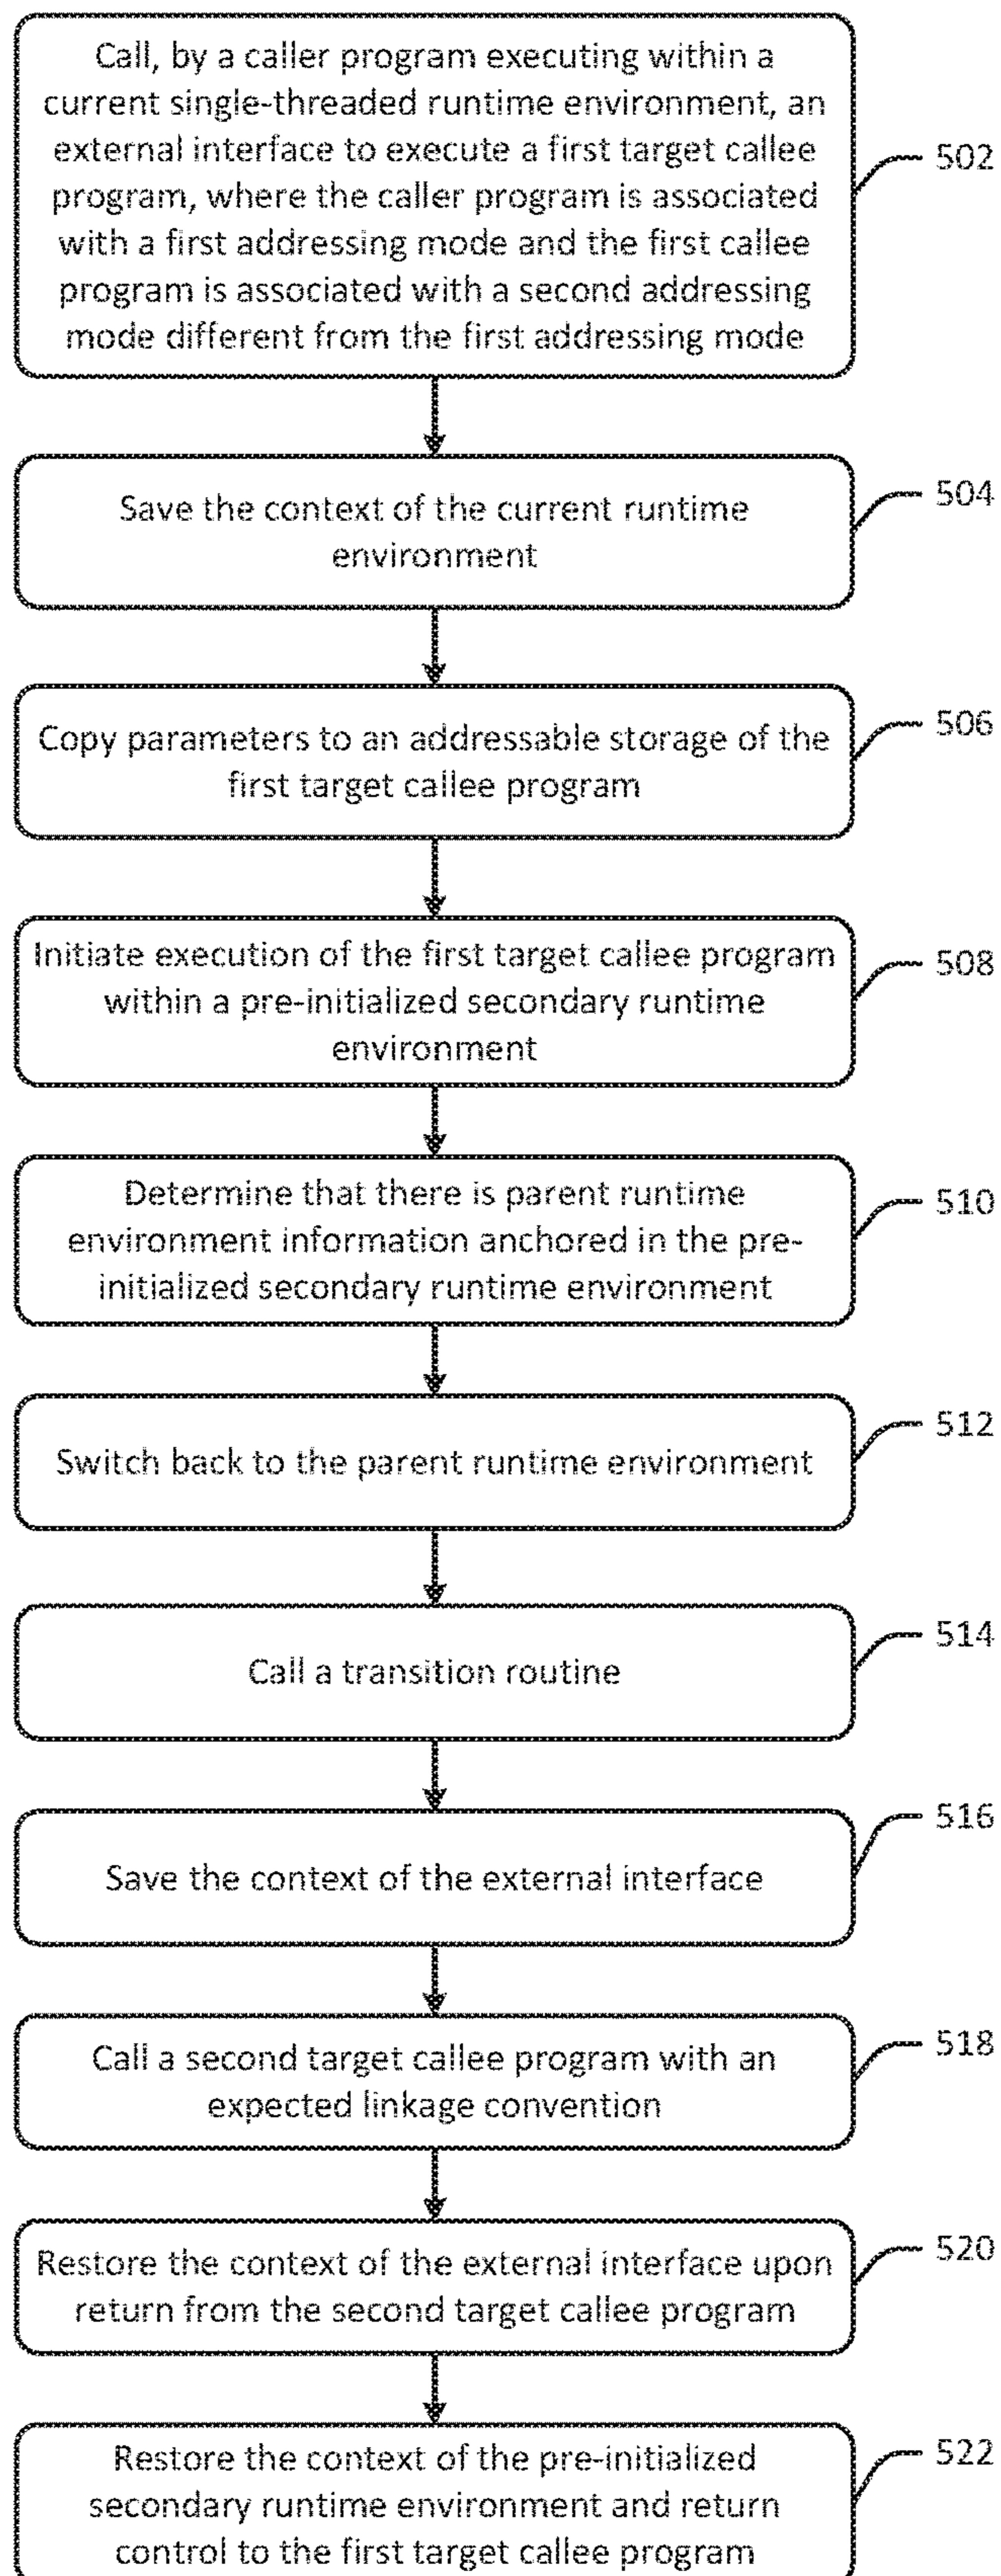 Call, by a caller program executing within a
current single-threaded runtime environment, an
external interface to execute a first target callee
program, where the caller program is associated
with a first addressing mode and the first callee
program is associated with a second addressing
mode different from the first addressing mode
502
Save the context of the current runtime
environment
504
Copy parameters to an addressable storage of the
first target callee program
506
Initiate execution of the first target callee program
within a pre-initialized secondary runtime
environment
508
Determine that there is parent runtime
environment information anchored in the pre-
initialized secondary runtime environment
510
Switch back to the parent runtime environment
512
Call a transition routine
514
Save the context of the external interface
516
Call a second target callee program with an
expected linkage convention
518
Restore the context of the external interface upon
return from the second target callee program
520
Restore the context of the pre-initialized
secondary runtime environment and return
control to the first target callee program
522